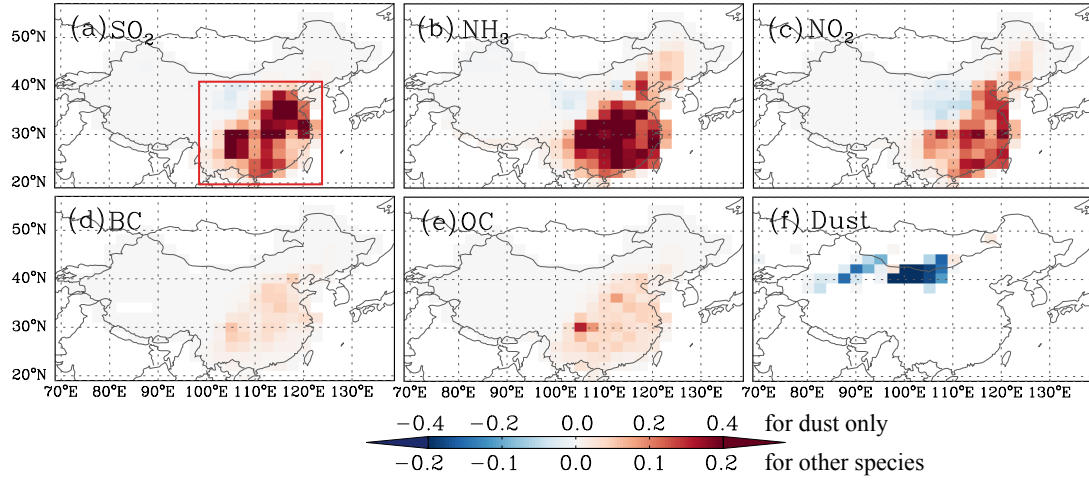 (a) SO₂ (b) NH₃ (c) NO₂
50°N
40°N
30°N
20°N
(d) BC (e) OC (f) Dust
50°N
40°N
30°N
20°N
70°E 80°E 90°E 100°E 110°E 120°E 130°E 80°E 90°E 100°E 110°E 120°E 130°E 80°E 90°E 100°E 110°E 120°E 130°E
−0.4 −0.2 0.0 0.2 0.4 for dust only
−0.2 −0.1 0.0 0.1 0.2 for other species